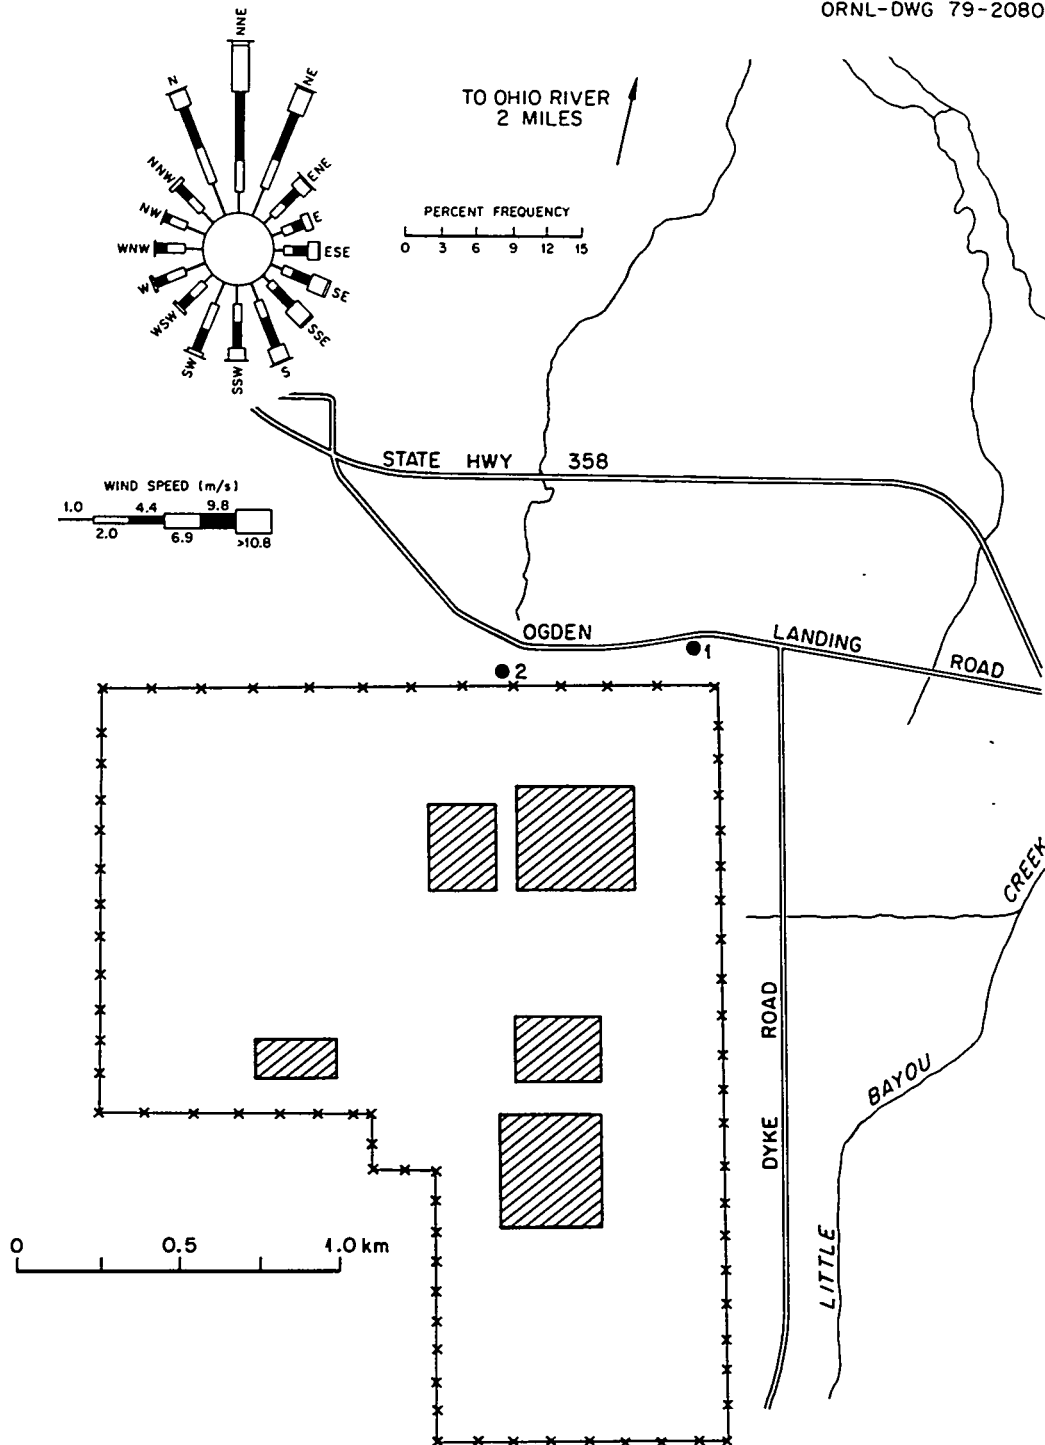 ORNL-DWG 79-2080
N
NNE
NE
ENE
E
ESE
SE
SSE
S
SSW
SW
WSW
W
WNW
NW
NNW
TO OHIO RIVER
2 MILES
PERCENT FREQUENCY
0 3 6 9 12 15
STATE HWY 358
WIND SPEED (m/s)
1.0 4.4 9.8
2.0 6.9 >10.8
OGDEN LANDING ROAD
1
2
CREEK
DYKE ROAD
BAYOU
LITTLE
0 0.5 1.0 km